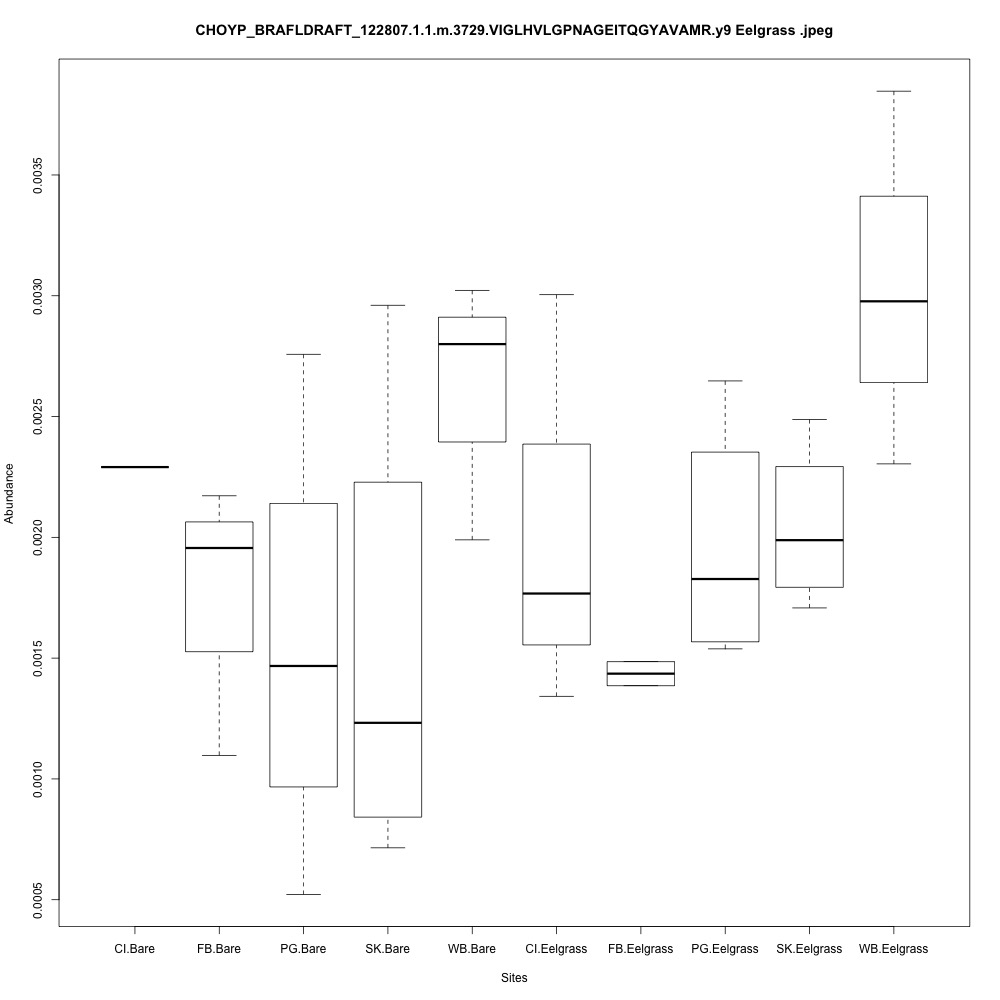 CHOYP_BRAFLDRAFT_122807.1.1.m.3729.VIGLHVLGPNAGEITQGYAVAMR.y9 Eelgrass .jpeg
Abundance
0.0035
0.0030
0.0025
0.0020
0.0015
0.0010
0.0005
CI.Bare FB.Bare PG.Bare SK.Bare WB.Bare CI.Eelgrass FB.Eelgrass PG.Eelgrass SK.Eelgrass WB.Eelgrass
Sites